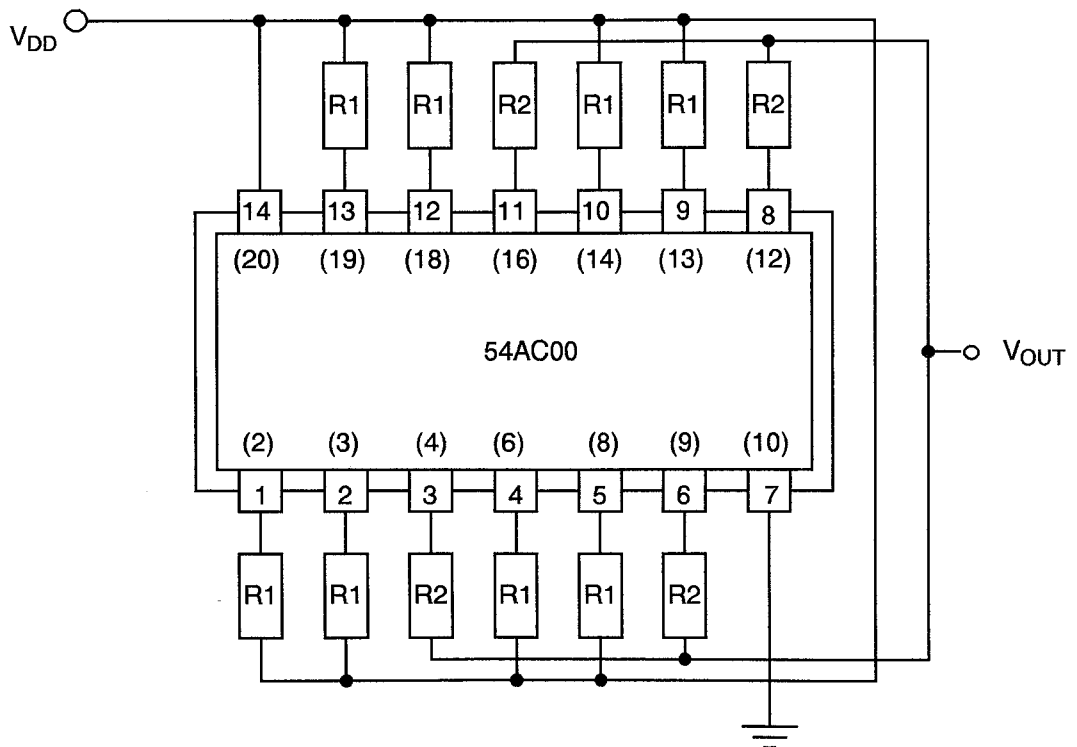 V_DD
R1 R1 R2 R1 R1 R2
14 13 12 11 10 9 8
(20) (19) (18) (16) (14) (13) (12)
54AC00
V_OUT
(2) (3) (4) (6) (8) (9) (10)
1 2 3 4 5 6 7
R1 R1 R2 R1 R1 R2